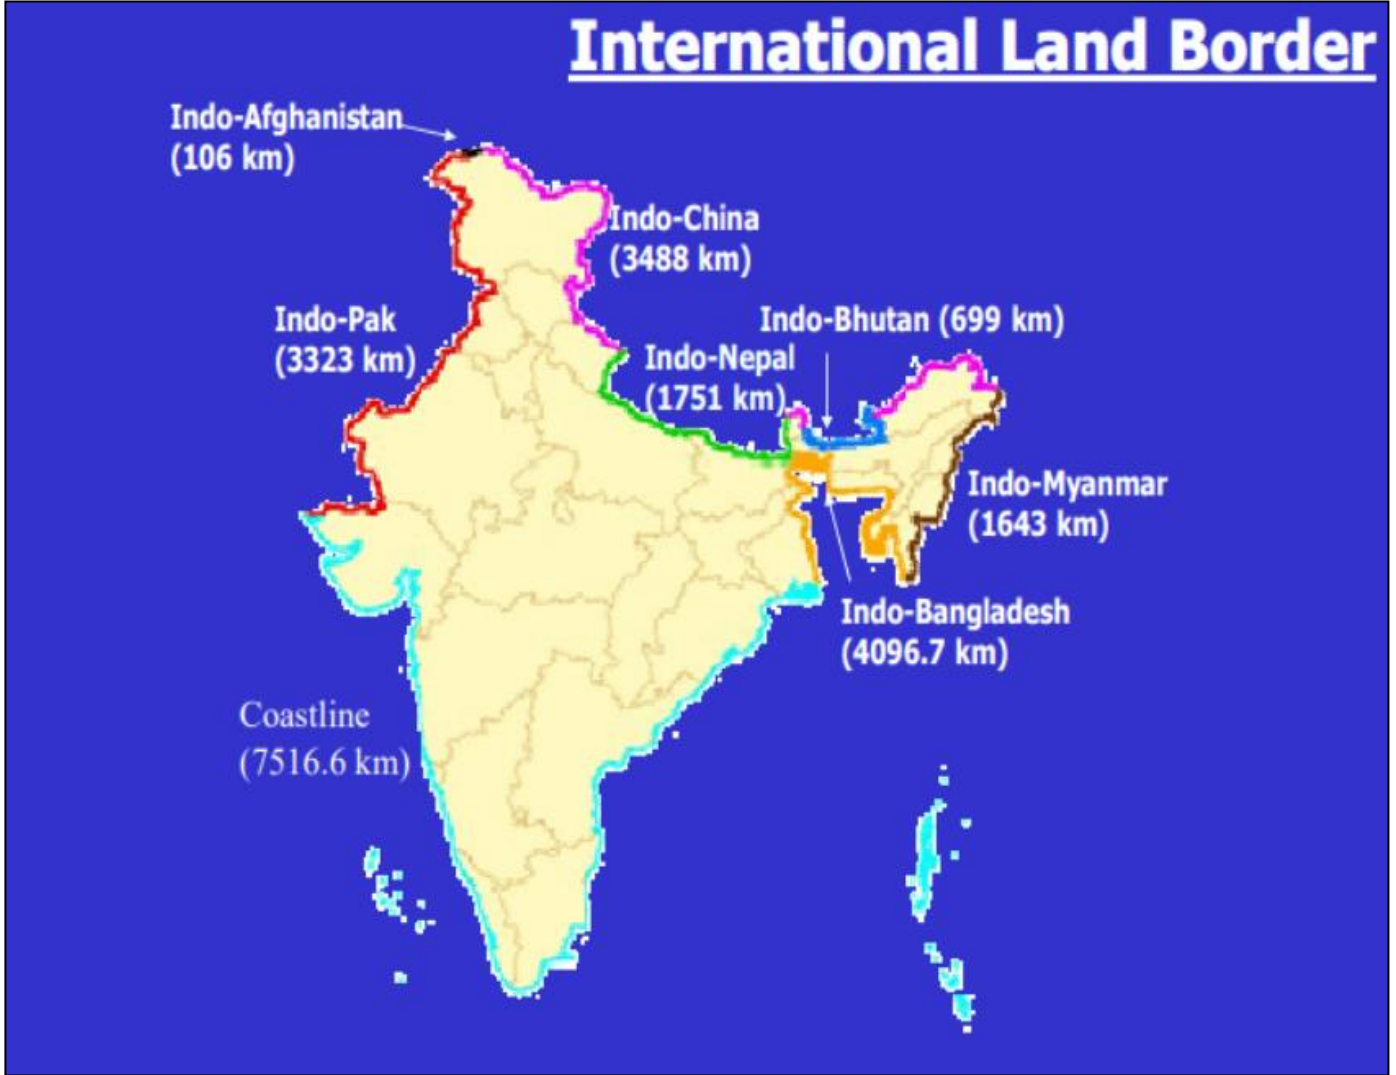 International Land Border
Indo-Afghanistan
(106 km)
Indo-China
(3488 km)
Indo-Pak
(3323 km)
Indo-Bhutan (699 km)
Indo-Nepal
(1751 km)
Indo-Myanmar
(1643 km)
Indo-Bangladesh
(4096.7 km)
Coastline
(7516.6 km)